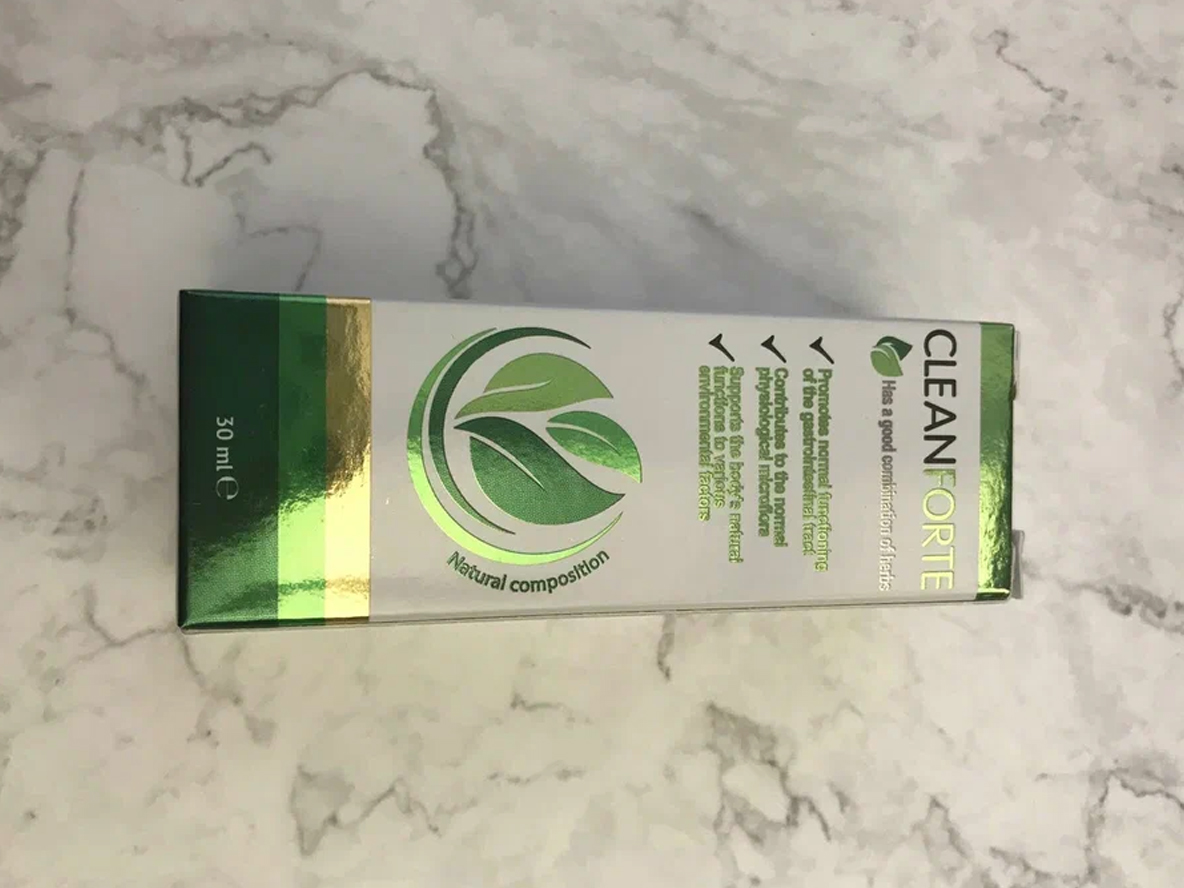 CLEANFORTE
Has a good combination of herbs
Promotes normal functioning
of the gastrointestinal tract
Contributes to the normal
physiological microflora
Supports the body's natural
functions to various
environmental factors
Natural composition
30 ml ℮